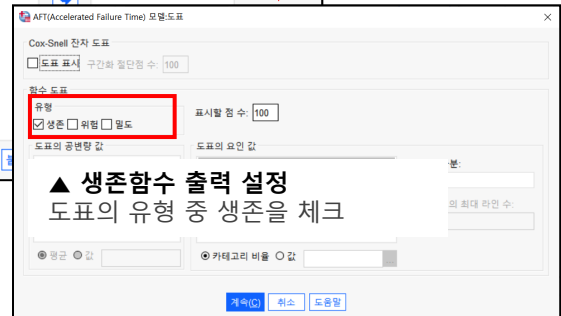 AFT(Accelerated Failure Time) 모델:도표
Cox-Snell 잔차 도표
도표 표시 구간화 절단점 수: 100
함수 도표
유형
생존 위험 밀도
표시할 점 수: 100
도표의 공변량 값
도표의 요인 값
분:
▲ 생존함수 출력 설정
도표의 유형 중 생존을 체크
의 최대 라인 수:
평균 값
카테고리 비율 값
...
계속(C) 취소 도움말